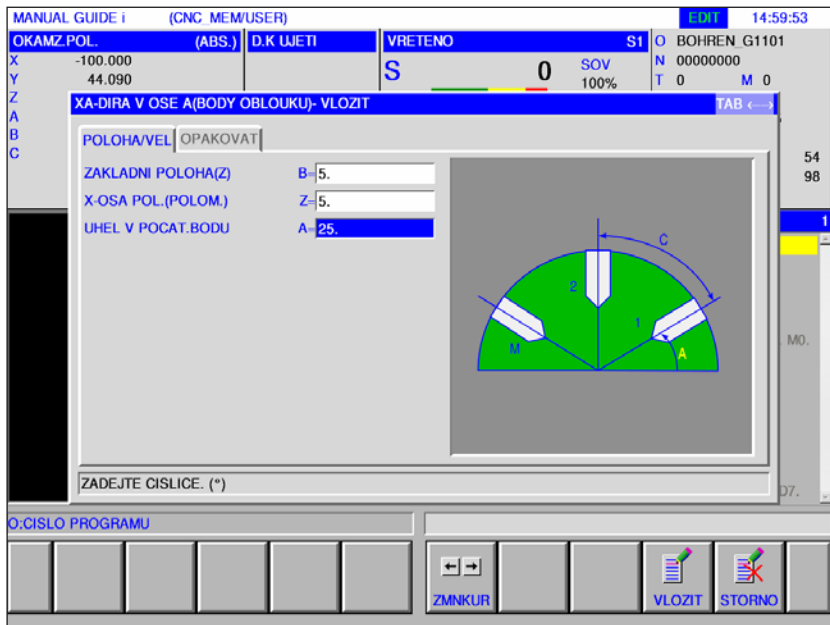 MANUAL GUIDE i (CNC_MEM/USER) EDIT 14:59:53
OKAMZ.POL. (ABS.) D.K UJETI VRETENO S1 O BOHREN_G1101
X -100.000 N 00000000
Y 44.090 S 0 SOV 100% T 0 M 0
Z
A
B
C
54
98
XA-DIRA V OSE A(BODY OBLOUKU)- VLOZIT TAB ←→
POLOHA/VEL OPAKOVAT
ZAKLADNI POLOHA(Z) B= 5.
X-OSA POL.(POLOM.) Z= 5.
UHEL V POCAT.BODU A= 25.
C
2
1
M
A
1
M0.
D7.
ZADEJTE CISLICE. (°)
O:CISLO PROGRAMU
←→
ZMNKUR VLOZIT STORNO